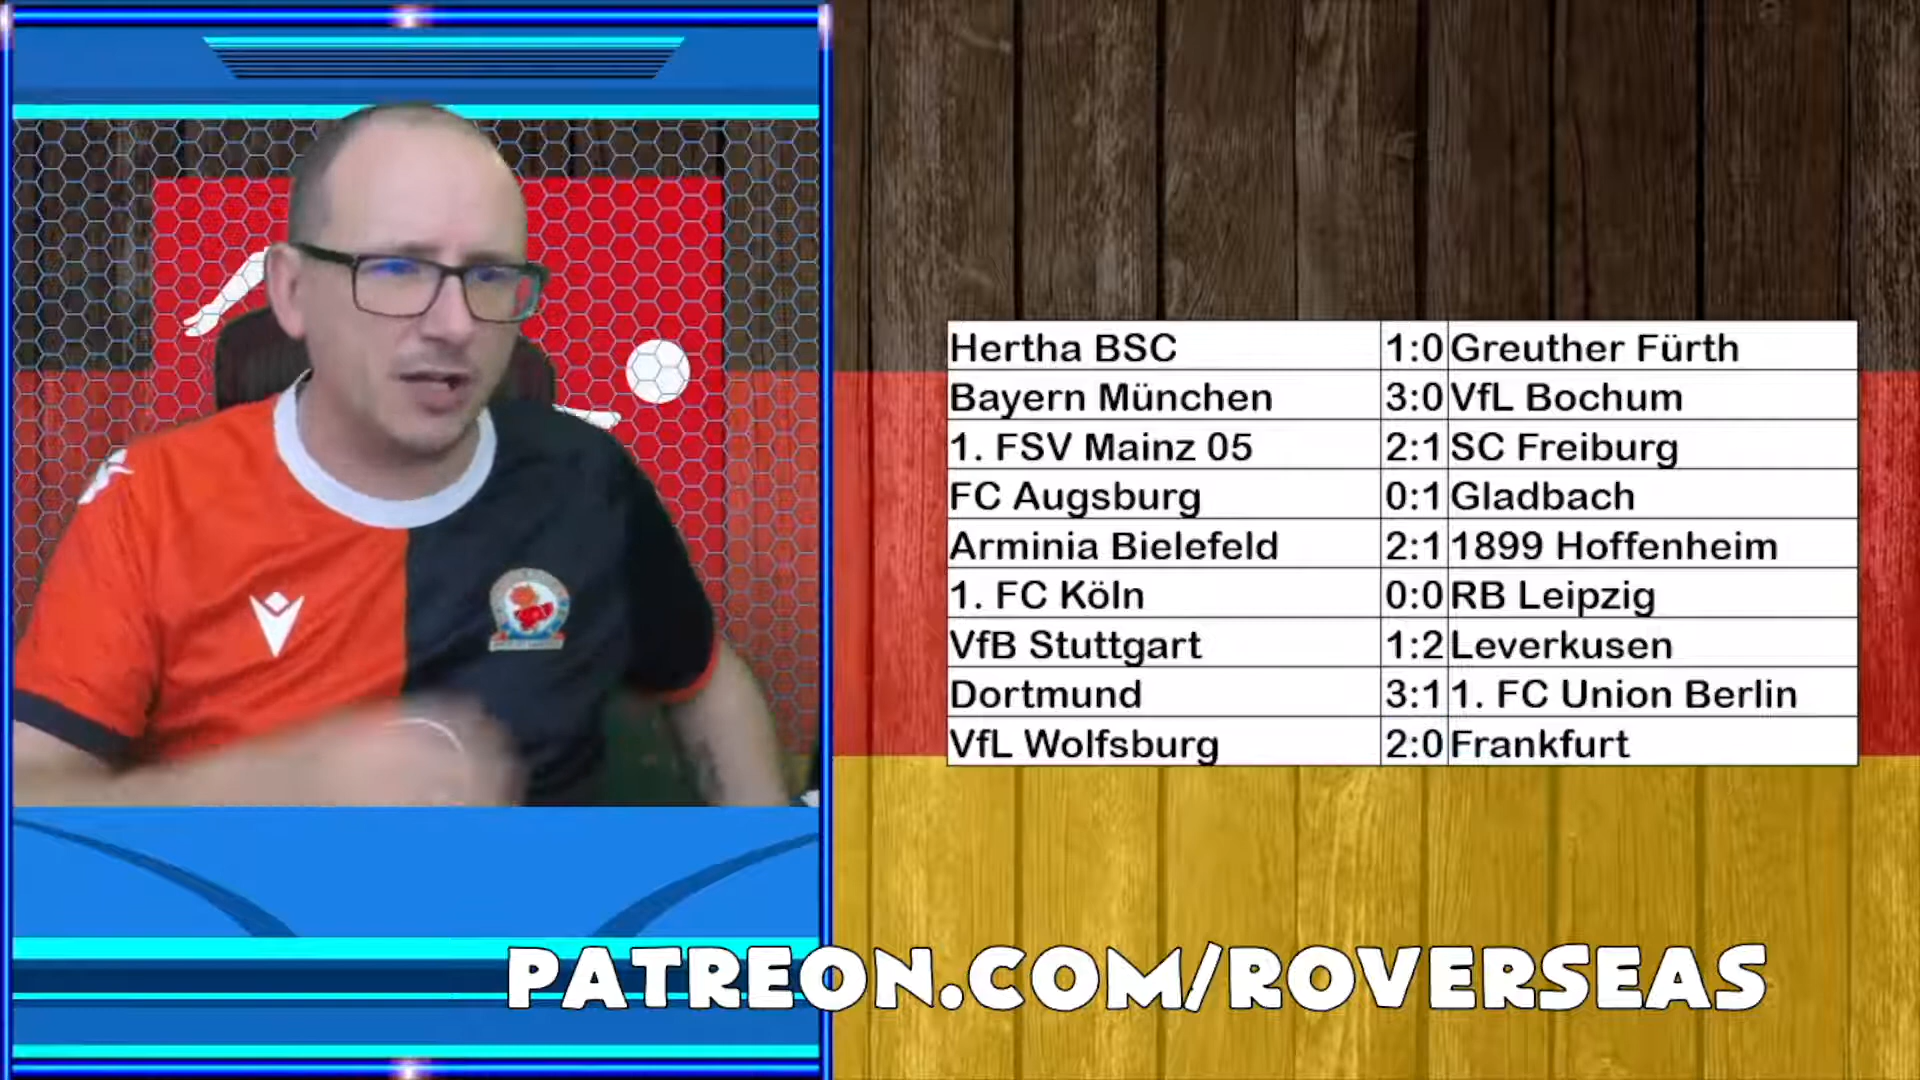 Hertha BSC 1:0 Greuther Fürth
Bayern München 3:0 VfL Bochum
1. FSV Mainz 05 2:1 SC Freiburg
FC Augsburg 0:1 Gladbach
Arminia Bielefeld 2:1 1899 Hoffenheim
1. FC Köln 0:0 RB Leipzig
VfB Stuttgart 1:2 Leverkusen
Dortmund 3:1 1. FC Union Berlin
VfL Wolfsburg 2:0 Frankfurt
PATREON.COM/ROVERSEAS